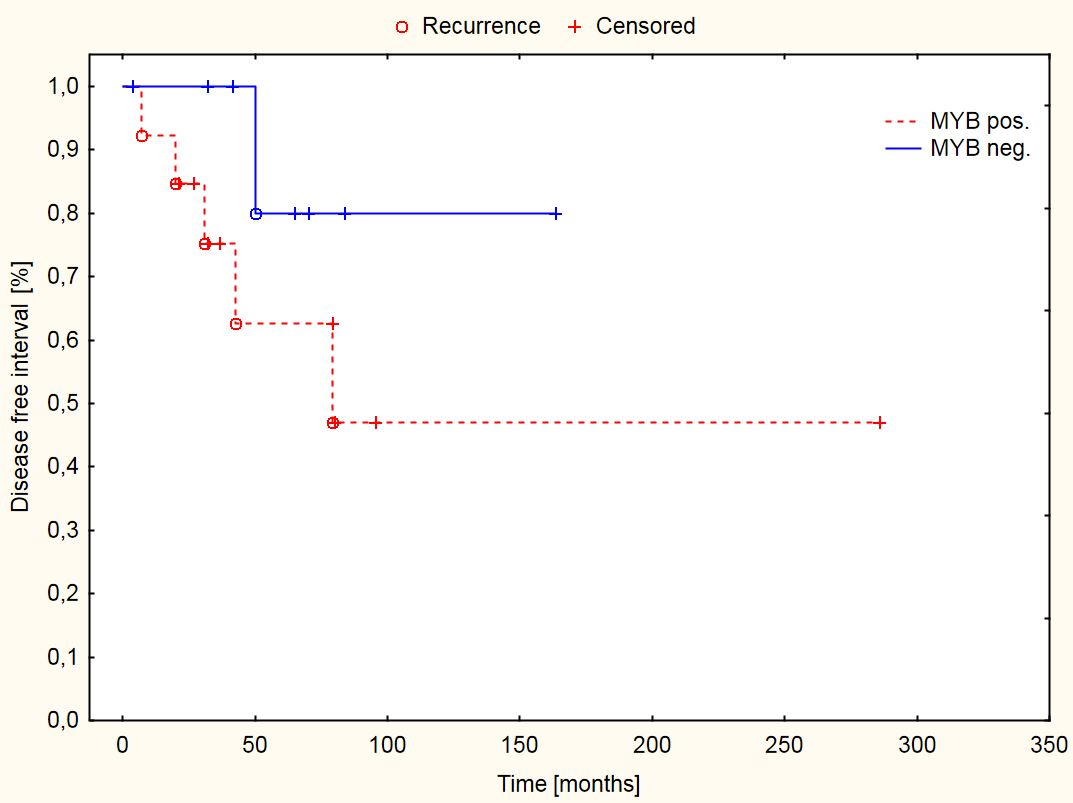 Recurrence Censored
MYB pos.
MYB neg.
Disease free interval [%]
1,0
0,9
0,8
0,7
0,6
0,5
0,4
0,3
0,2
0,1
0,0
0 50 100 150 200 250 300 350
Time [months]